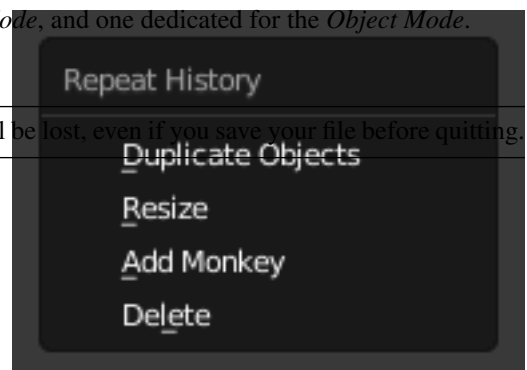 ode, and one dedicated for the Object Mode.
Repeat History
l be lost, even if you save your file before quitting.
Duplicate Objects
Resize
Add Monkey
Delete